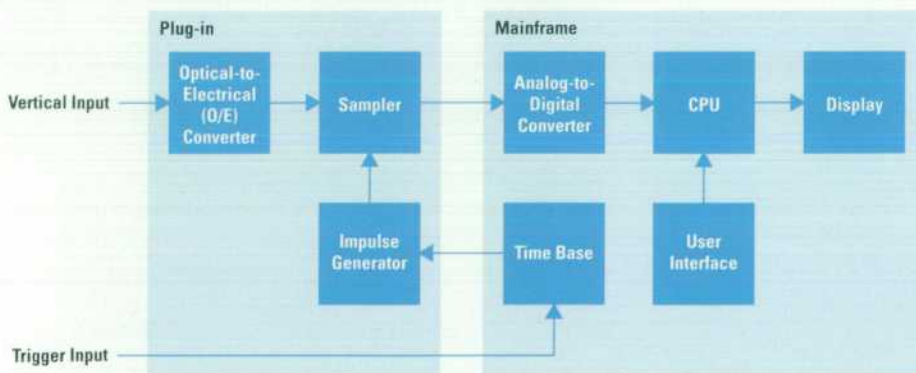 Plug-in
Mainframe
Vertical Input
Optical-to-
Electrical
(O/E)
Converter
Sampler
Analog-to-
Digital
Converter
CPU
Display
Impulse
Generator
Time Base
User
Interface
Trigger Input